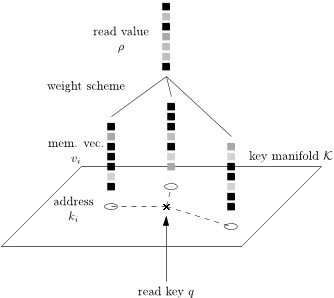 read value
ρ
weight scheme
mem. vec.
v_i
key manifold 𝒦
address
k_i
read key q